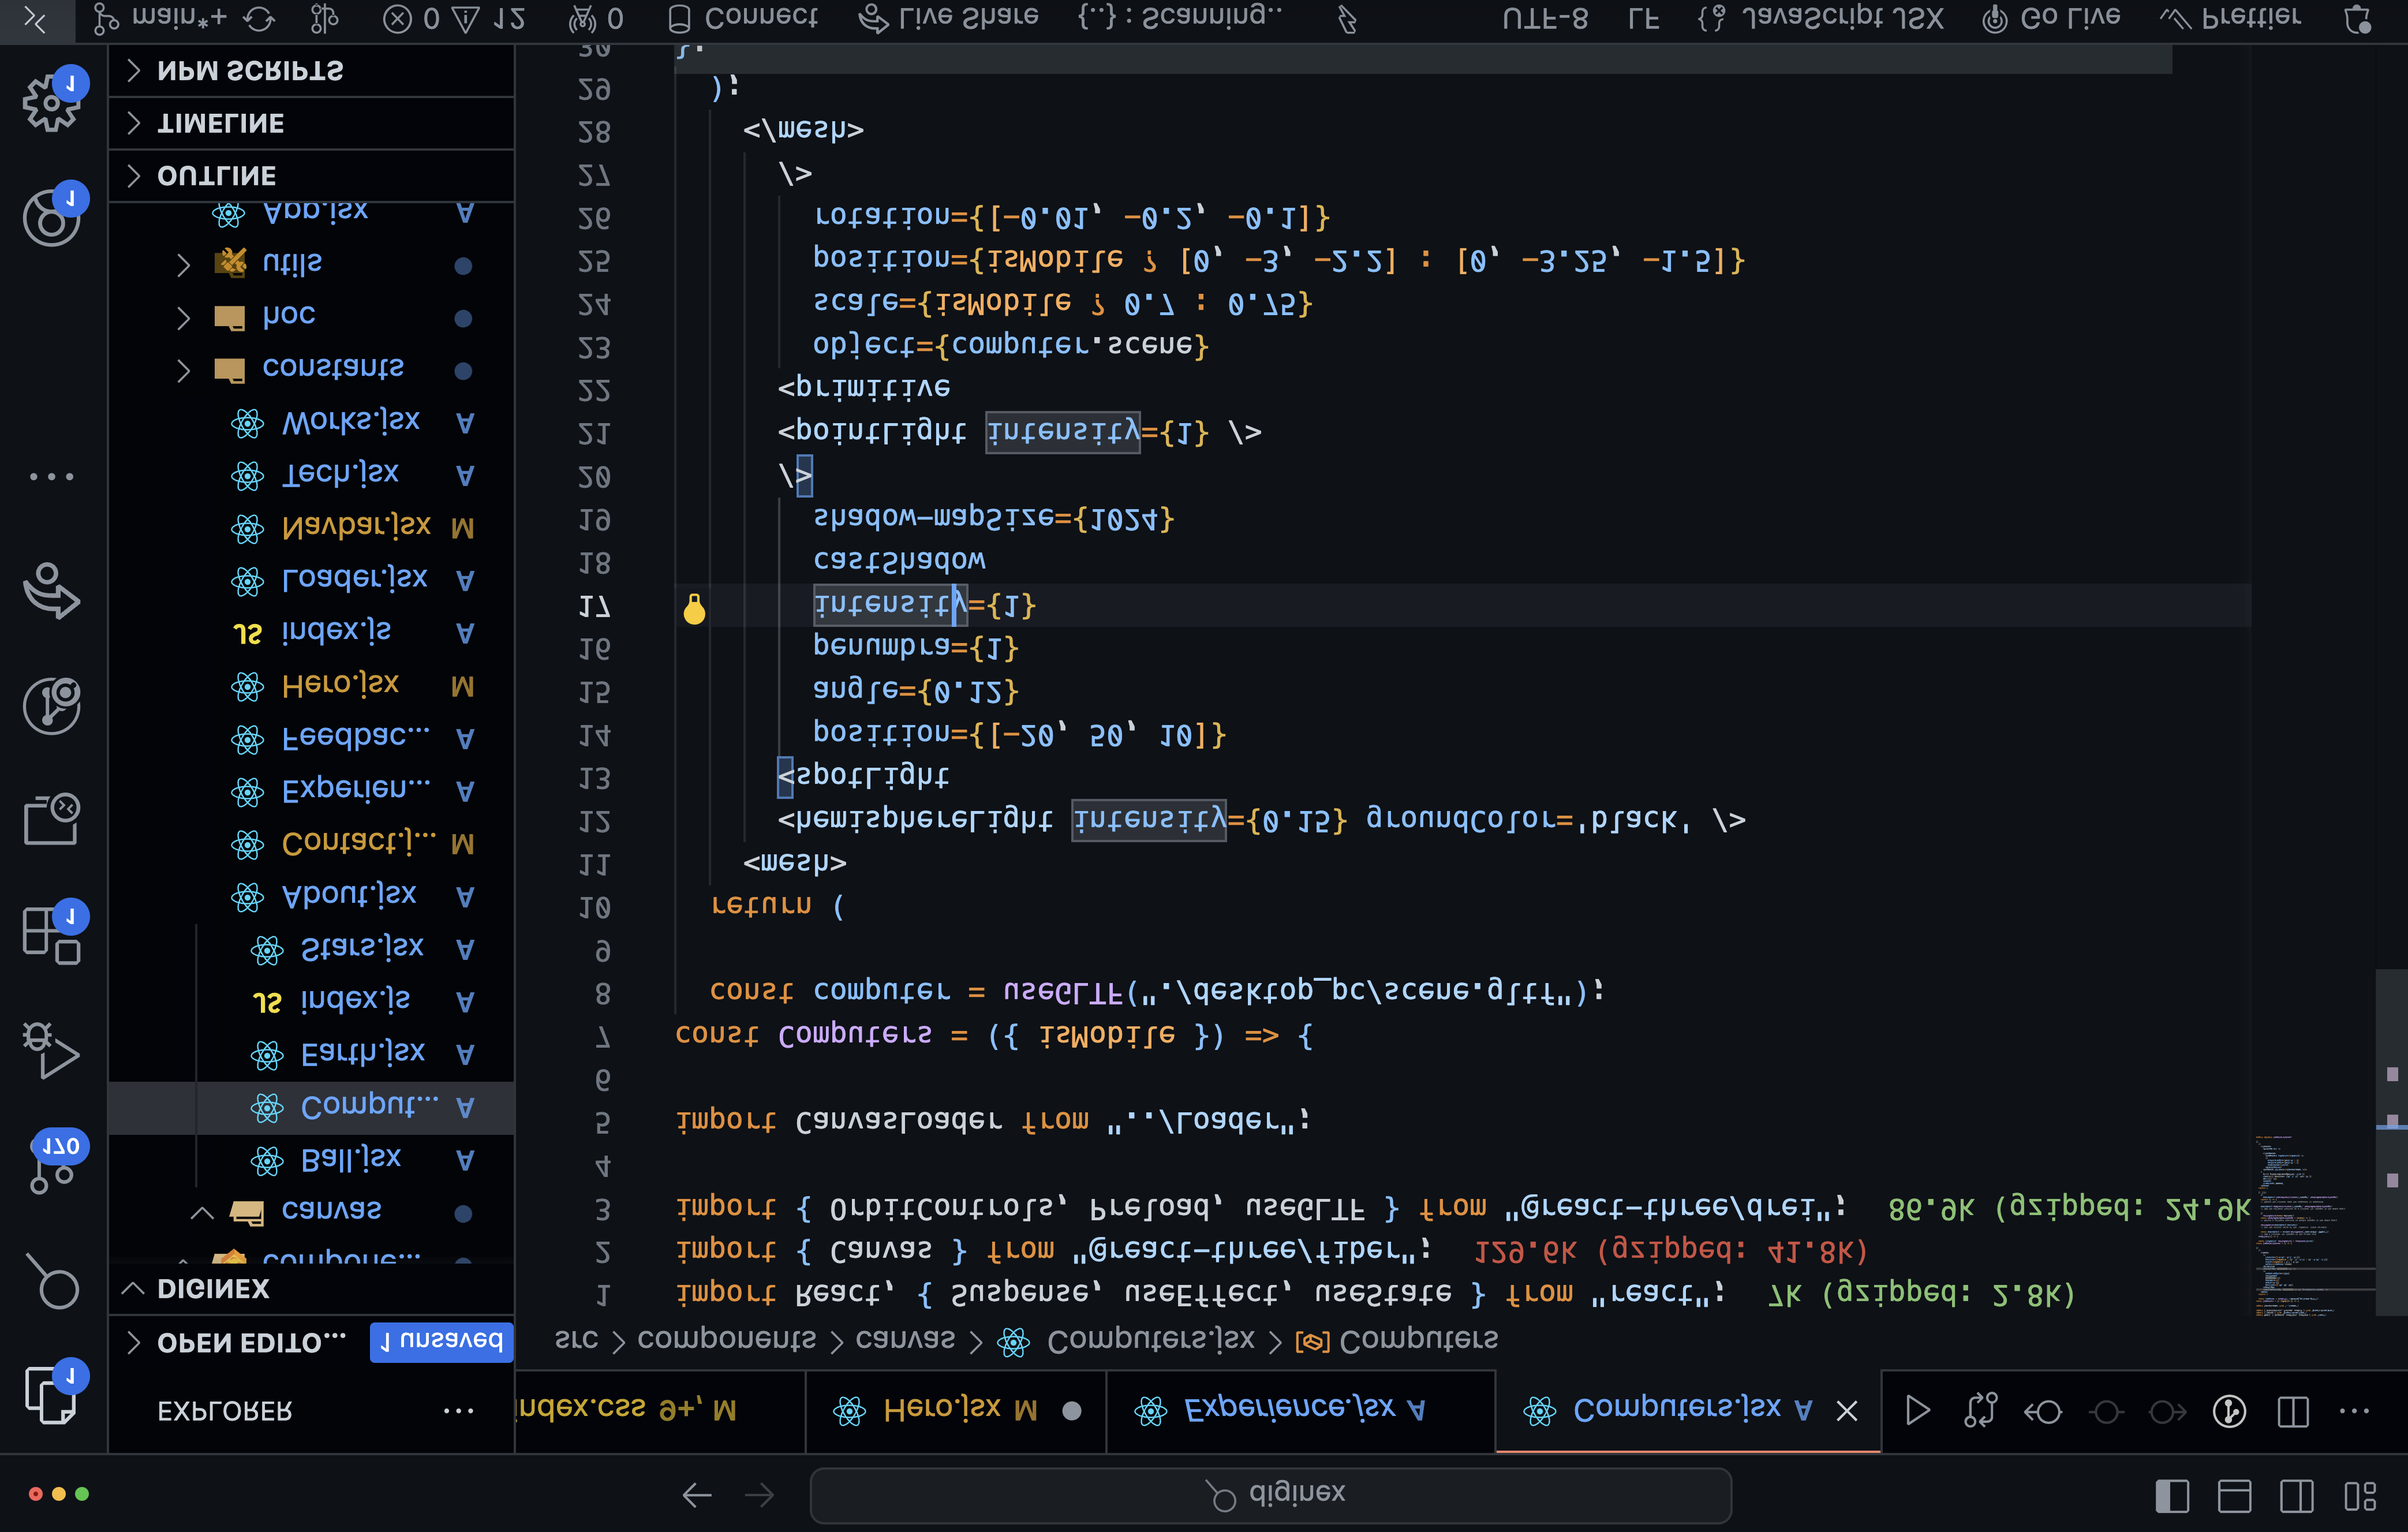 diginex
EXPLORER
OPEN EDITO... 1 unsaved
DIGINEX
compone...
canvas
Ball.jsx A
Comput... A
Earth.jsx A
JS index.js A
Stars.jsx A
About.jsx A
Contact.j... M
Experien... A
Feedbac... A
Hero.jsx M
JS index.js A
Loader.jsx A
Navbar.jsx M
Tech.jsx A
Works.jsx A
constants
hoc
utils
App.jsx A
OUTLINE
TIMELINE
NPM SCRIPTS
1
170
1
1
1
ndex.css 9+, M
Hero.jsx M
Experience.jsx A
Computers.jsx A
src > components > canvas > Computers.jsx > Computers
1 import React, { Suspense, useEffect, useState } from "react"; 7k (gzipped: 2.8k)
2 import { Canvas } from "@react-three/fiber"; 129.6k (gzipped: 41.8k)
3 import { OrbitControls, Preload, useGLTF } from "@react-three/drei"; 86.9k (gzipped: 24.9k
4
5 import CanvasLoader from "../Loader";
6
7 const Computers = ({ isMobile }) => {
8 const computer = useGLTF("./desktop_pc/scene.gltf");
9
10 return (
11 <mesh>
12 <hemisphereLight intensity={0.15} groundColor='black' />
13 <spotLight
14 position={[-20, 50, 10]}
15 angle={0.12}
16 penumbra={1}
17 intensity={1}
18 castShadow
19 shadow-mapSize={1024}
20 />
21 <pointLight intensity={1} />
22 <primitive
23 object={computer.scene}
24 scale={isMobile ? 0.7 : 0.75}
25 position={isMobile ? [0, -3, -2.2] : [0, -3.25, -1.5]}
26 rotation={[-0.01, -0.2, -0.1]}
27 />
28 </mesh>
29 );
30 };
main*+ 0 12 0 Connect Live Share {..} : Scanning.. UTF-8 LF JavaScript JSX Go Live Prettier